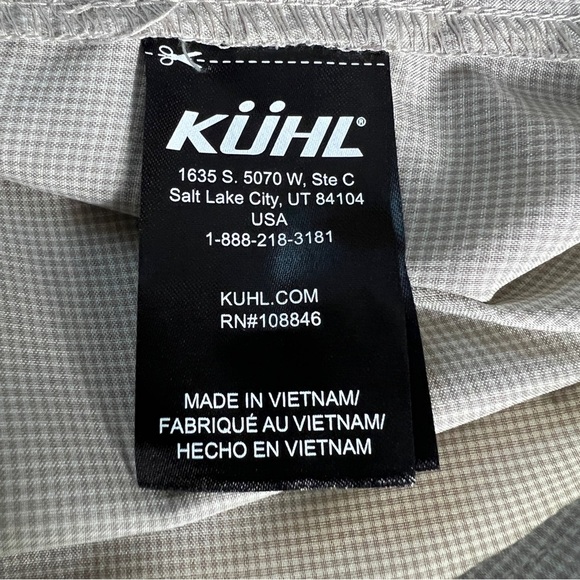 KÜHL®
1635 S. 5070 W, Ste C
Salt Lake City, UT 84104
USA
1-888-218-3181
KUHL.COM
RN#108846
MADE IN VIETNAM/
FABRIQUÉ AU VIETNAM/
HECHO EN VIETNAM